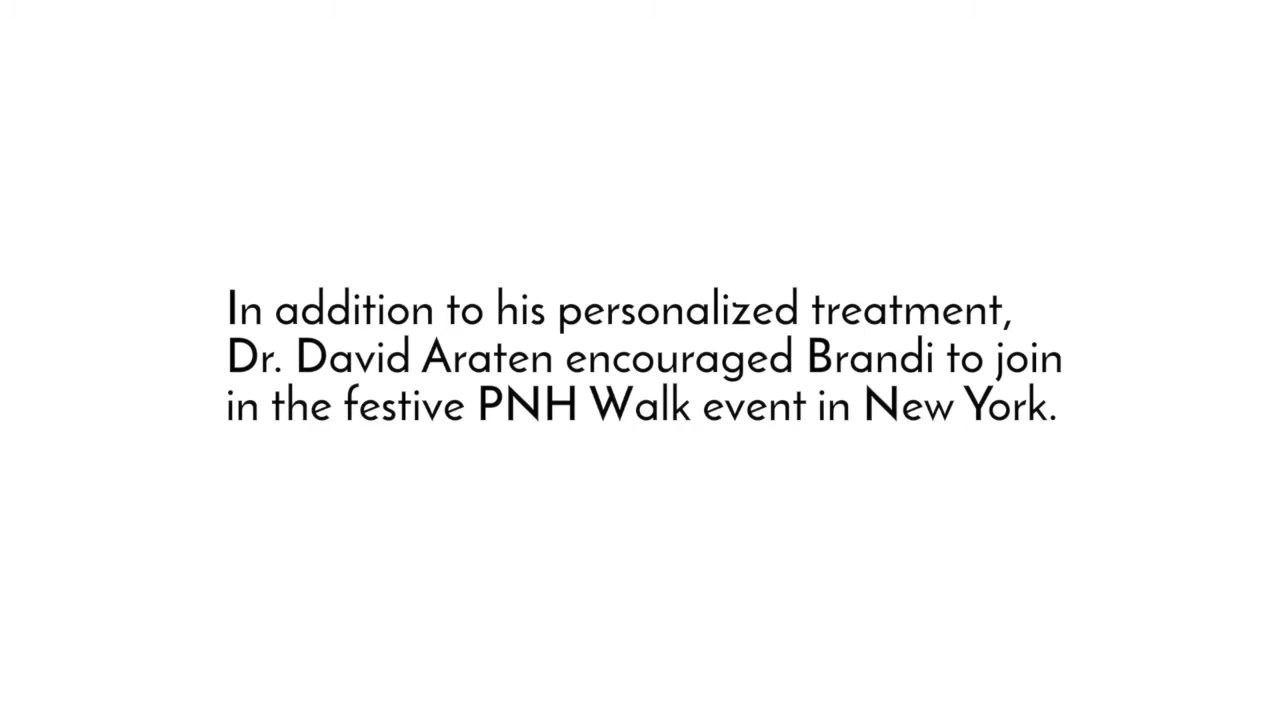 In addition to his personalized treatment,
Dr. David Araten encouraged Brandi to join
in the festive PNH Walk event in New York.